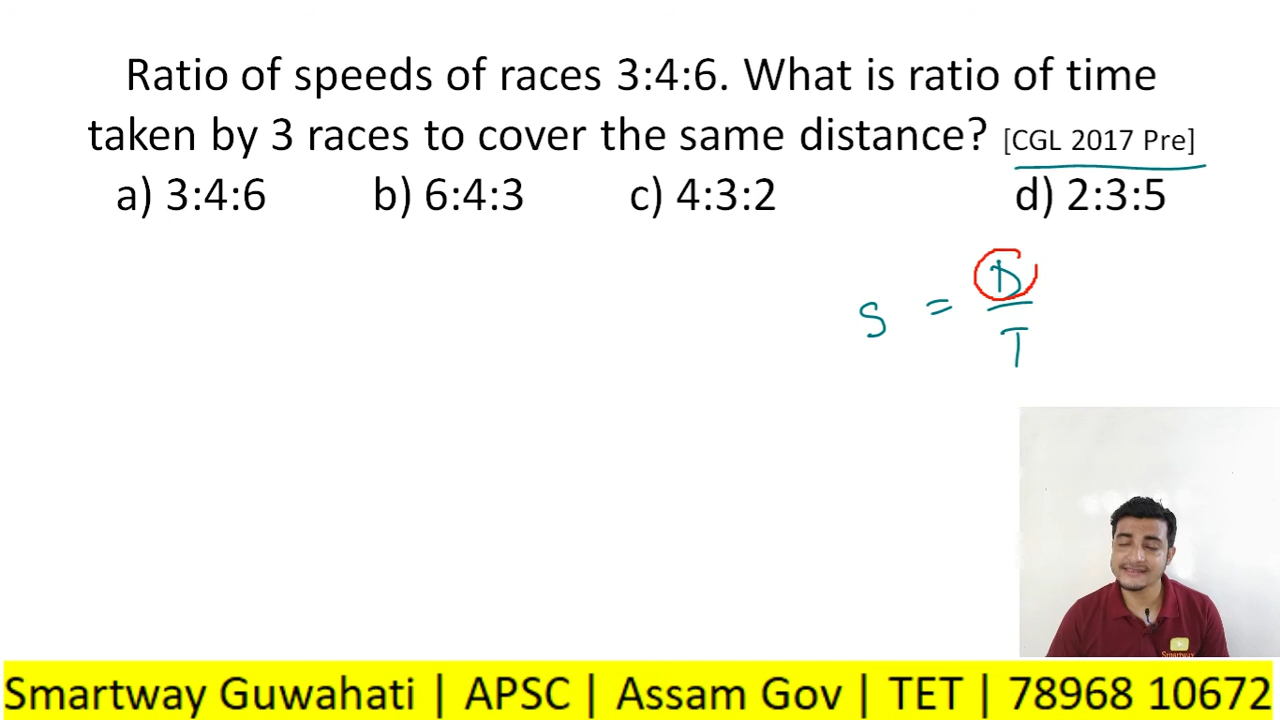 Ratio of speeds of races 3:4:6. What is ratio of time
taken by 3 races to cover the same distance? [CGL 2017 Pre]
a) 3:4:6 b) 6:4:3 c) 4:3:2 d) 2:3:5
S = D/T
Smartway
Smartway Guwahati | APSC | Assam Gov | TET | 78968 10672